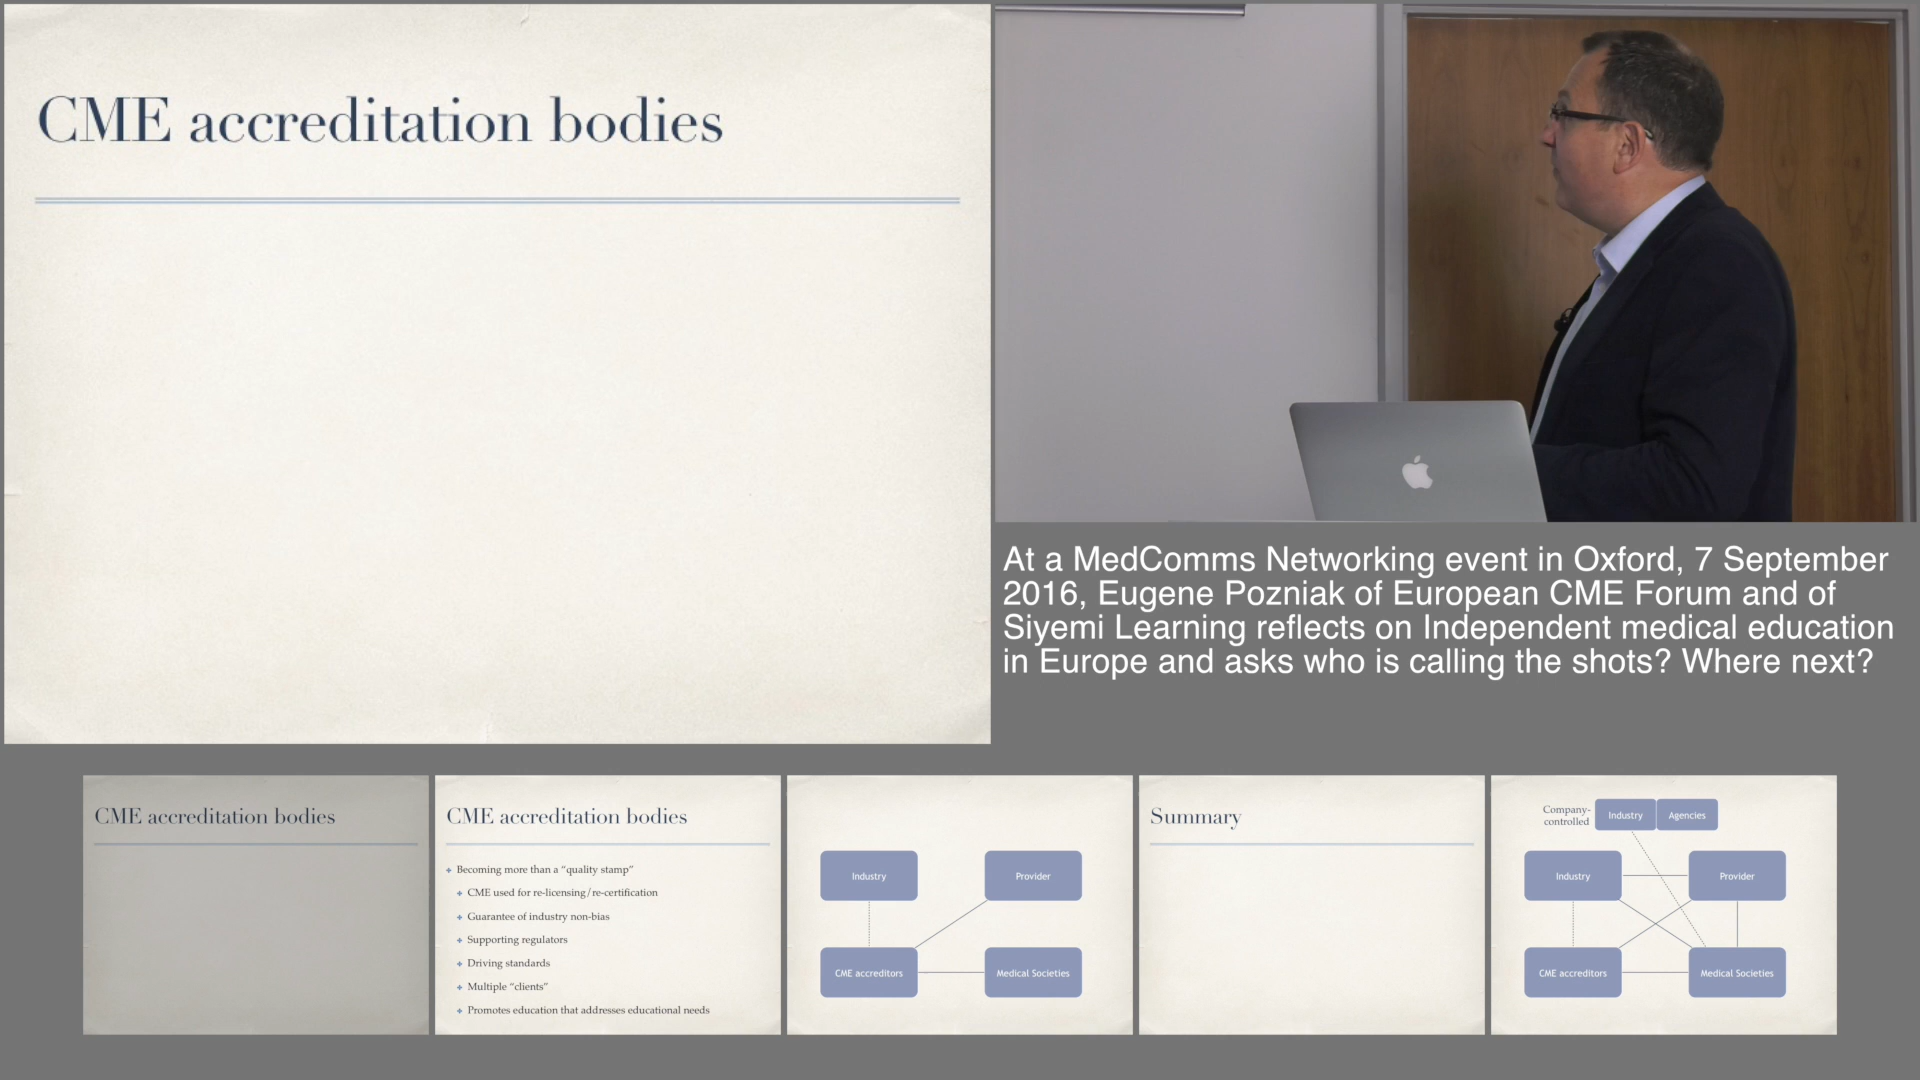 CME accreditation bodies
At a MedComms Networking event in Oxford, 7 September
2016, Eugene Pozniak of European CME Forum and of
Siyemi Learning reflects on Independent medical education
in Europe and asks who is calling the shots? Where next?
CME accreditation bodies
CME accreditation bodies
Becoming more than a “quality stamp”
CME used for re-licensing/re-certification
Guarantee of industry non-bias
Supporting regulators
Driving standards
Multiple “clients”
Promotes education that addresses educational needs
Industry
Provider
CME accreditors
Medical Societies
Summary
Company-
controlled
Industry
Agencies
Industry
Provider
CME accreditors
Medical Societies